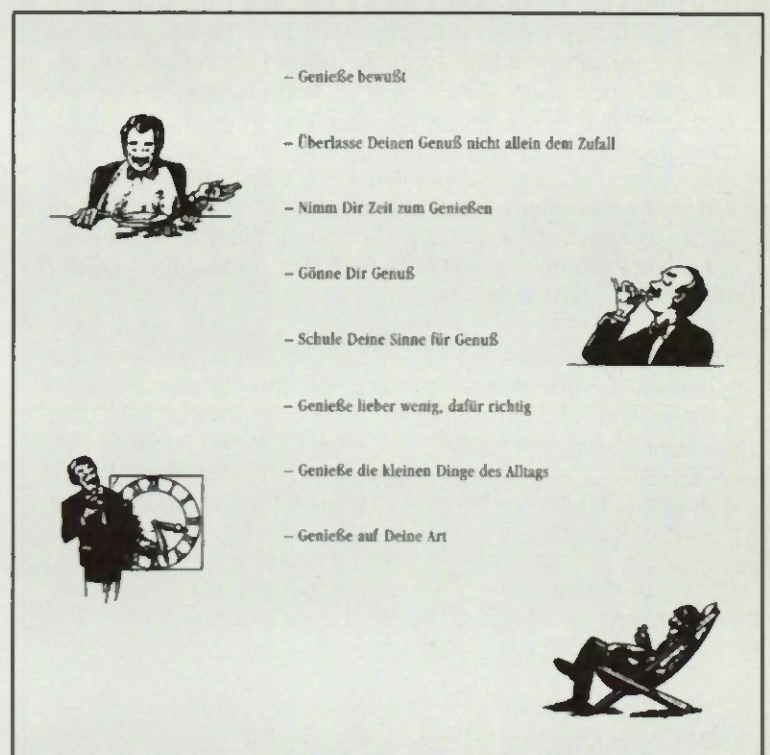 – Genieße bewußt
– Überlasse Deinen Genuß nicht allein dem Zufall
– Nimm Dir Zeit zum Genießen
– Gönne Dir Genuß
– Schule Deine Sinne für Genuß
– Genieße lieber wenig, dafür richtig
– Genieße die kleinen Dinge des Alltags
– Genieße auf Deine Art